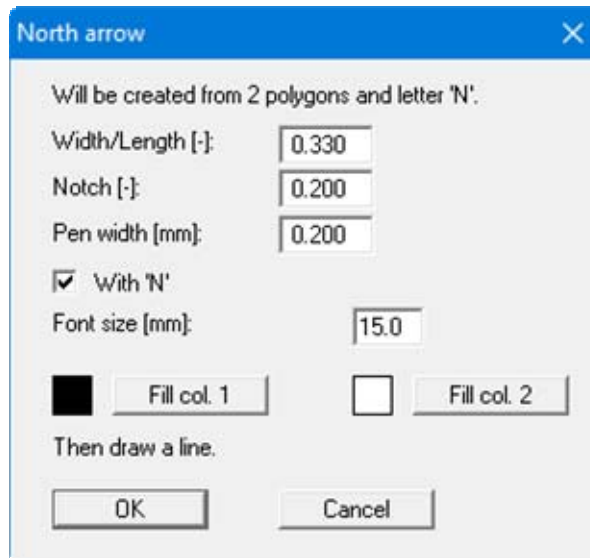 North arrow
Will be created from 2 polygons and letter 'N'.
Width/Length [-]: 0.330
Notch [-]: 0.200
Pen width [mm]: 0.200
With 'N'
Font size [mm]: 15.0
Fill col. 1 Fill col. 2
Then draw a line.
OK Cancel